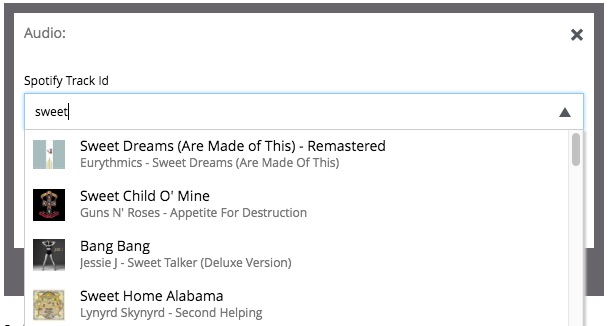 Audio:
Spotify Track Id
sweet
Sweet Dreams (Are Made of This) - Remastered
Eurythmics - Sweet Dreams (Are Made Of This)
Sweet Child O' Mine
Guns N' Roses - Appetite For Destruction
Bang Bang
Jessie J - Sweet Talker (Deluxe Version)
Sweet Home Alabama
Lynyrd Skynyrd - Second Helping